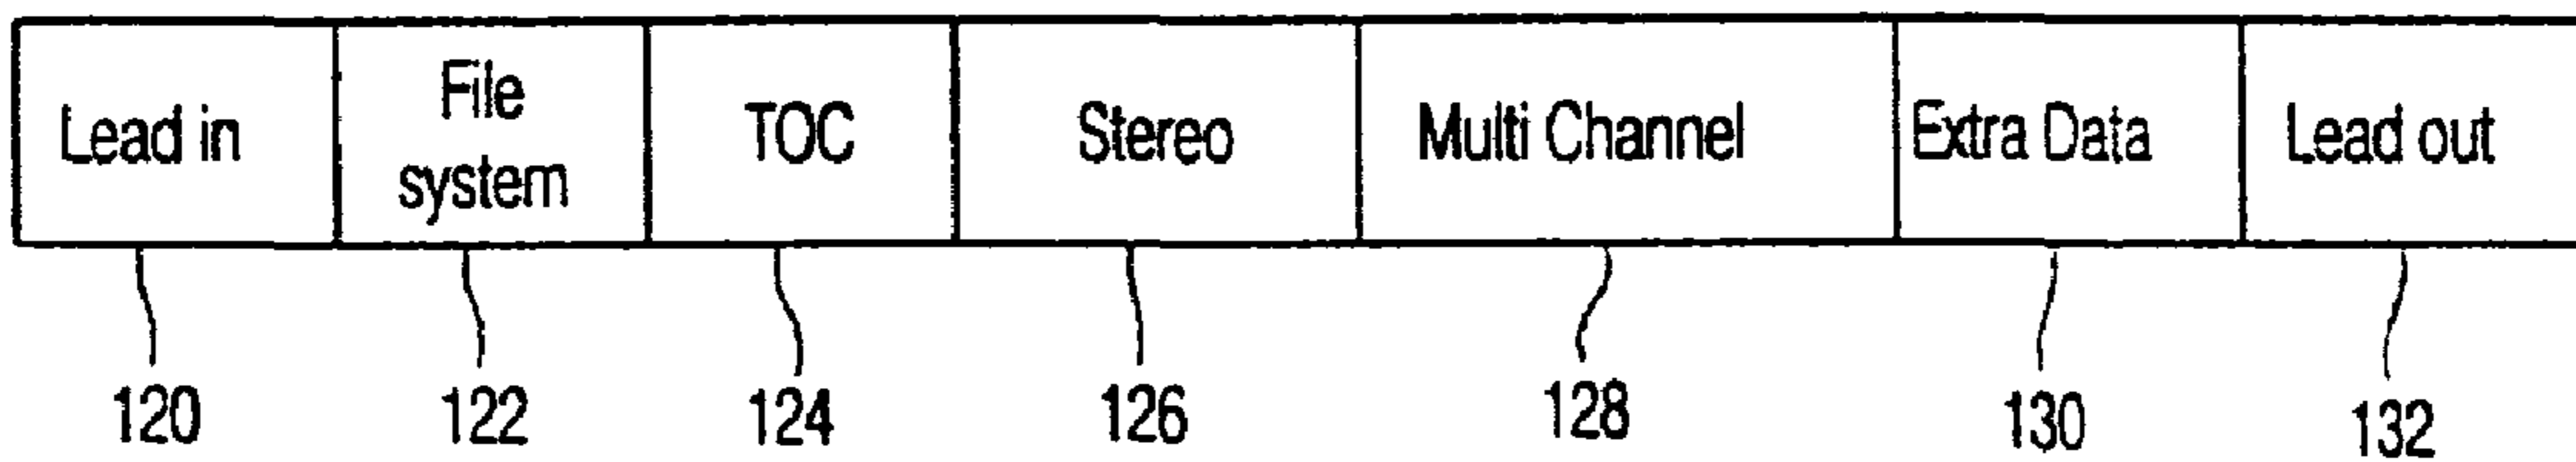 Lead in
File
system
TOC
Stereo
Multi Channel
Extra Data
Lead out
120
122
124
126
128
130
132